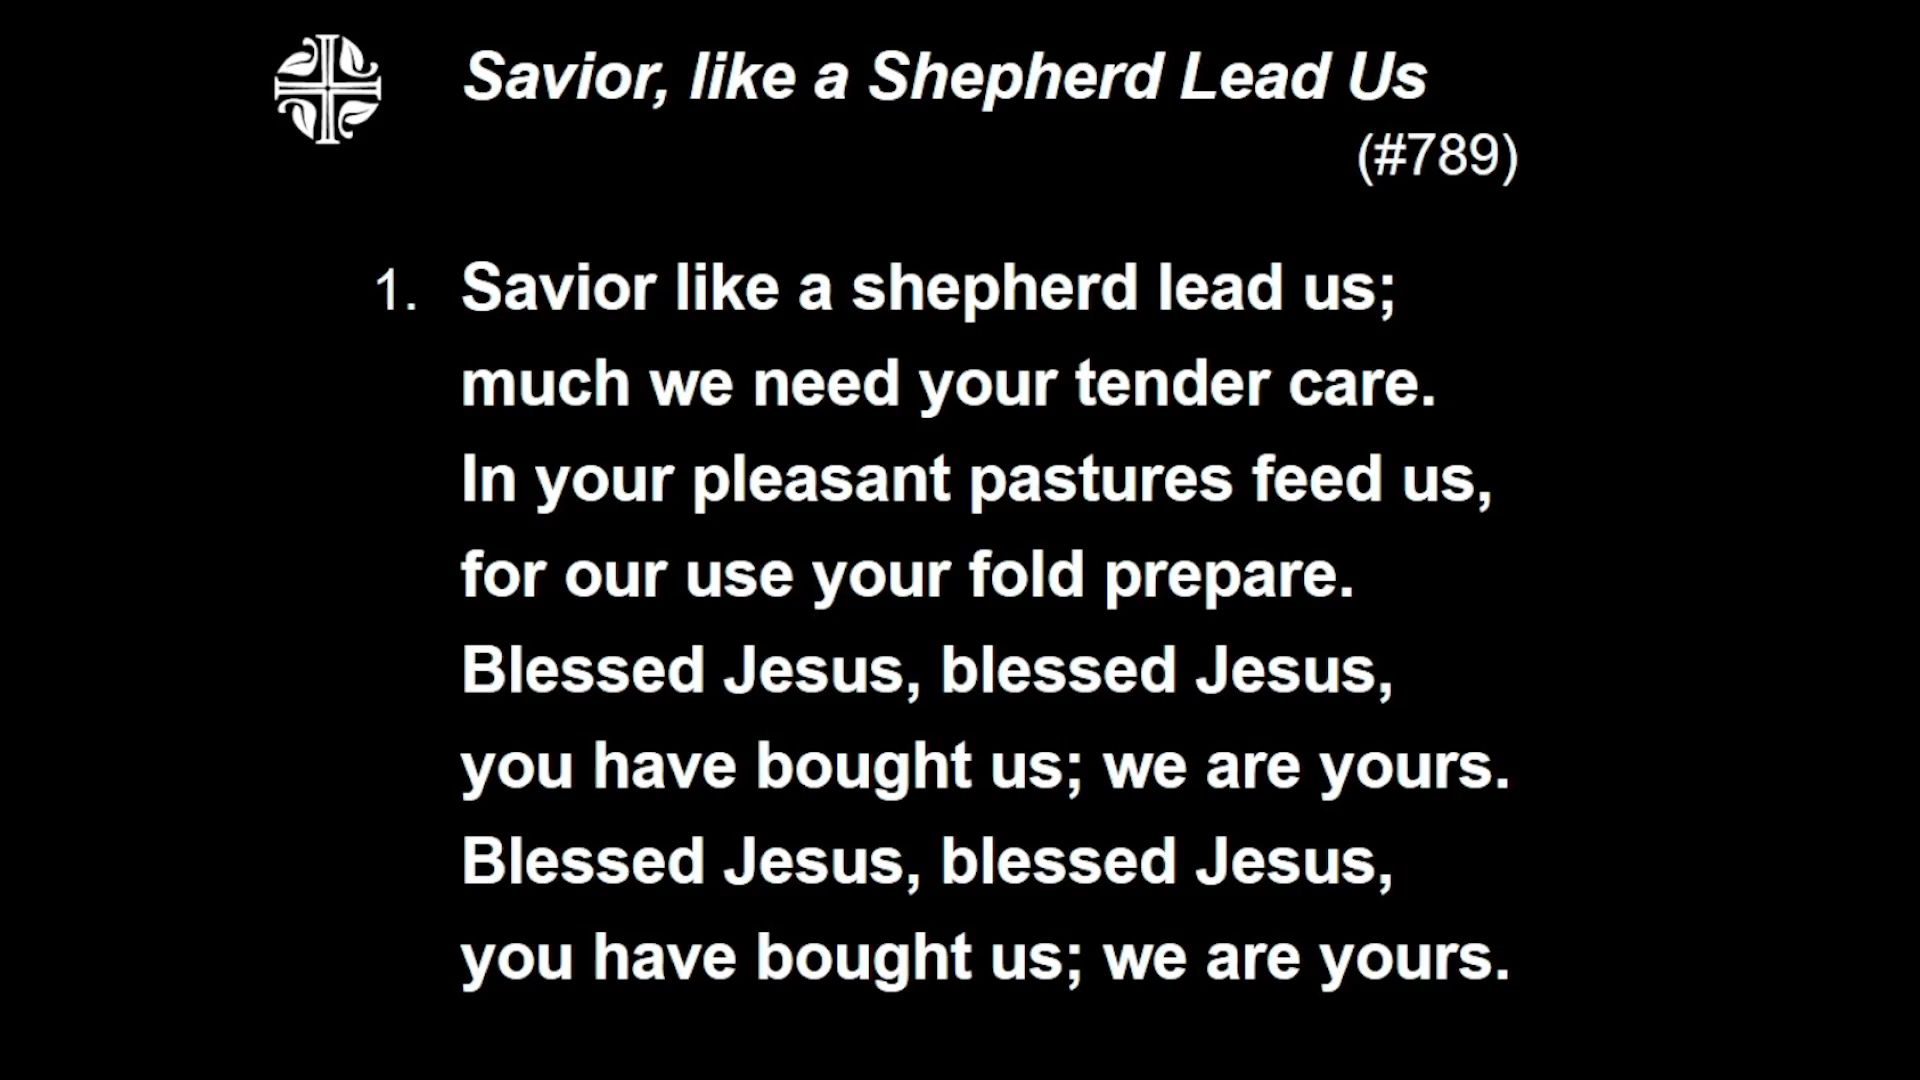 Savior, like a Shepherd Lead Us
(#789)
1. Savior like a shepherd lead us;
much we need your tender care.
In your pleasant pastures feed us,
for our use your fold prepare.
Blessed Jesus, blessed Jesus,
you have bought us; we are yours.
Blessed Jesus, blessed Jesus,
you have bought us; we are yours.